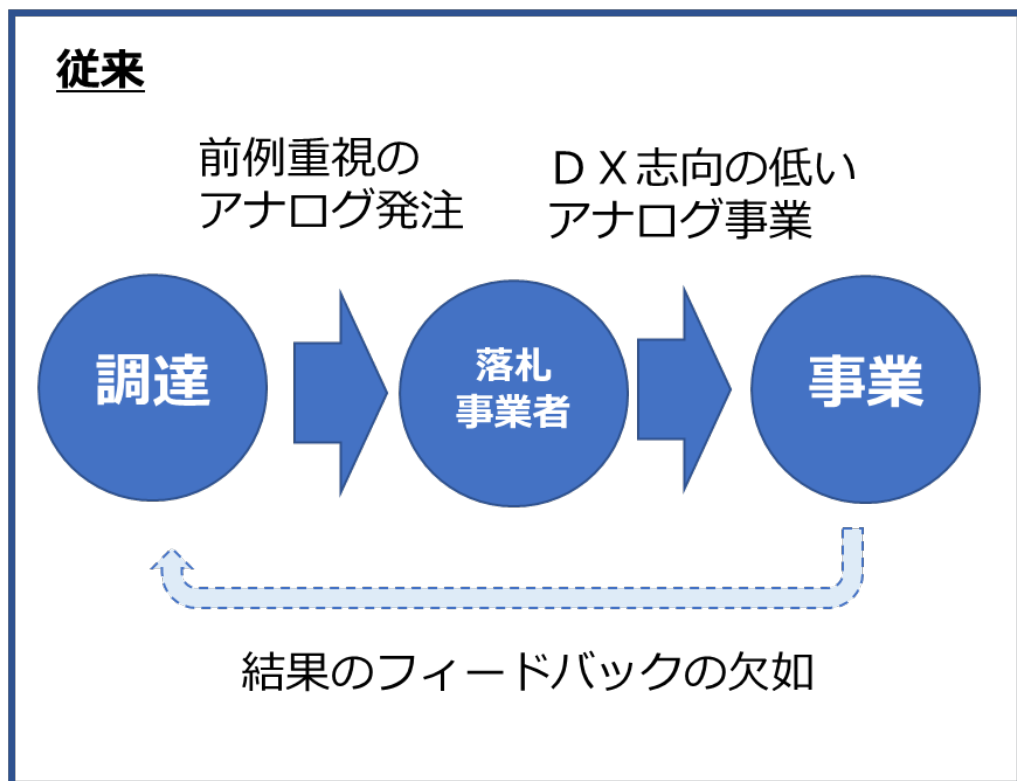 従来
前例重視の
アナログ発注
ＤＸ志向の低い
アナログ事業
調達
落札
事業者
事業
結果のフィードバックの欠如